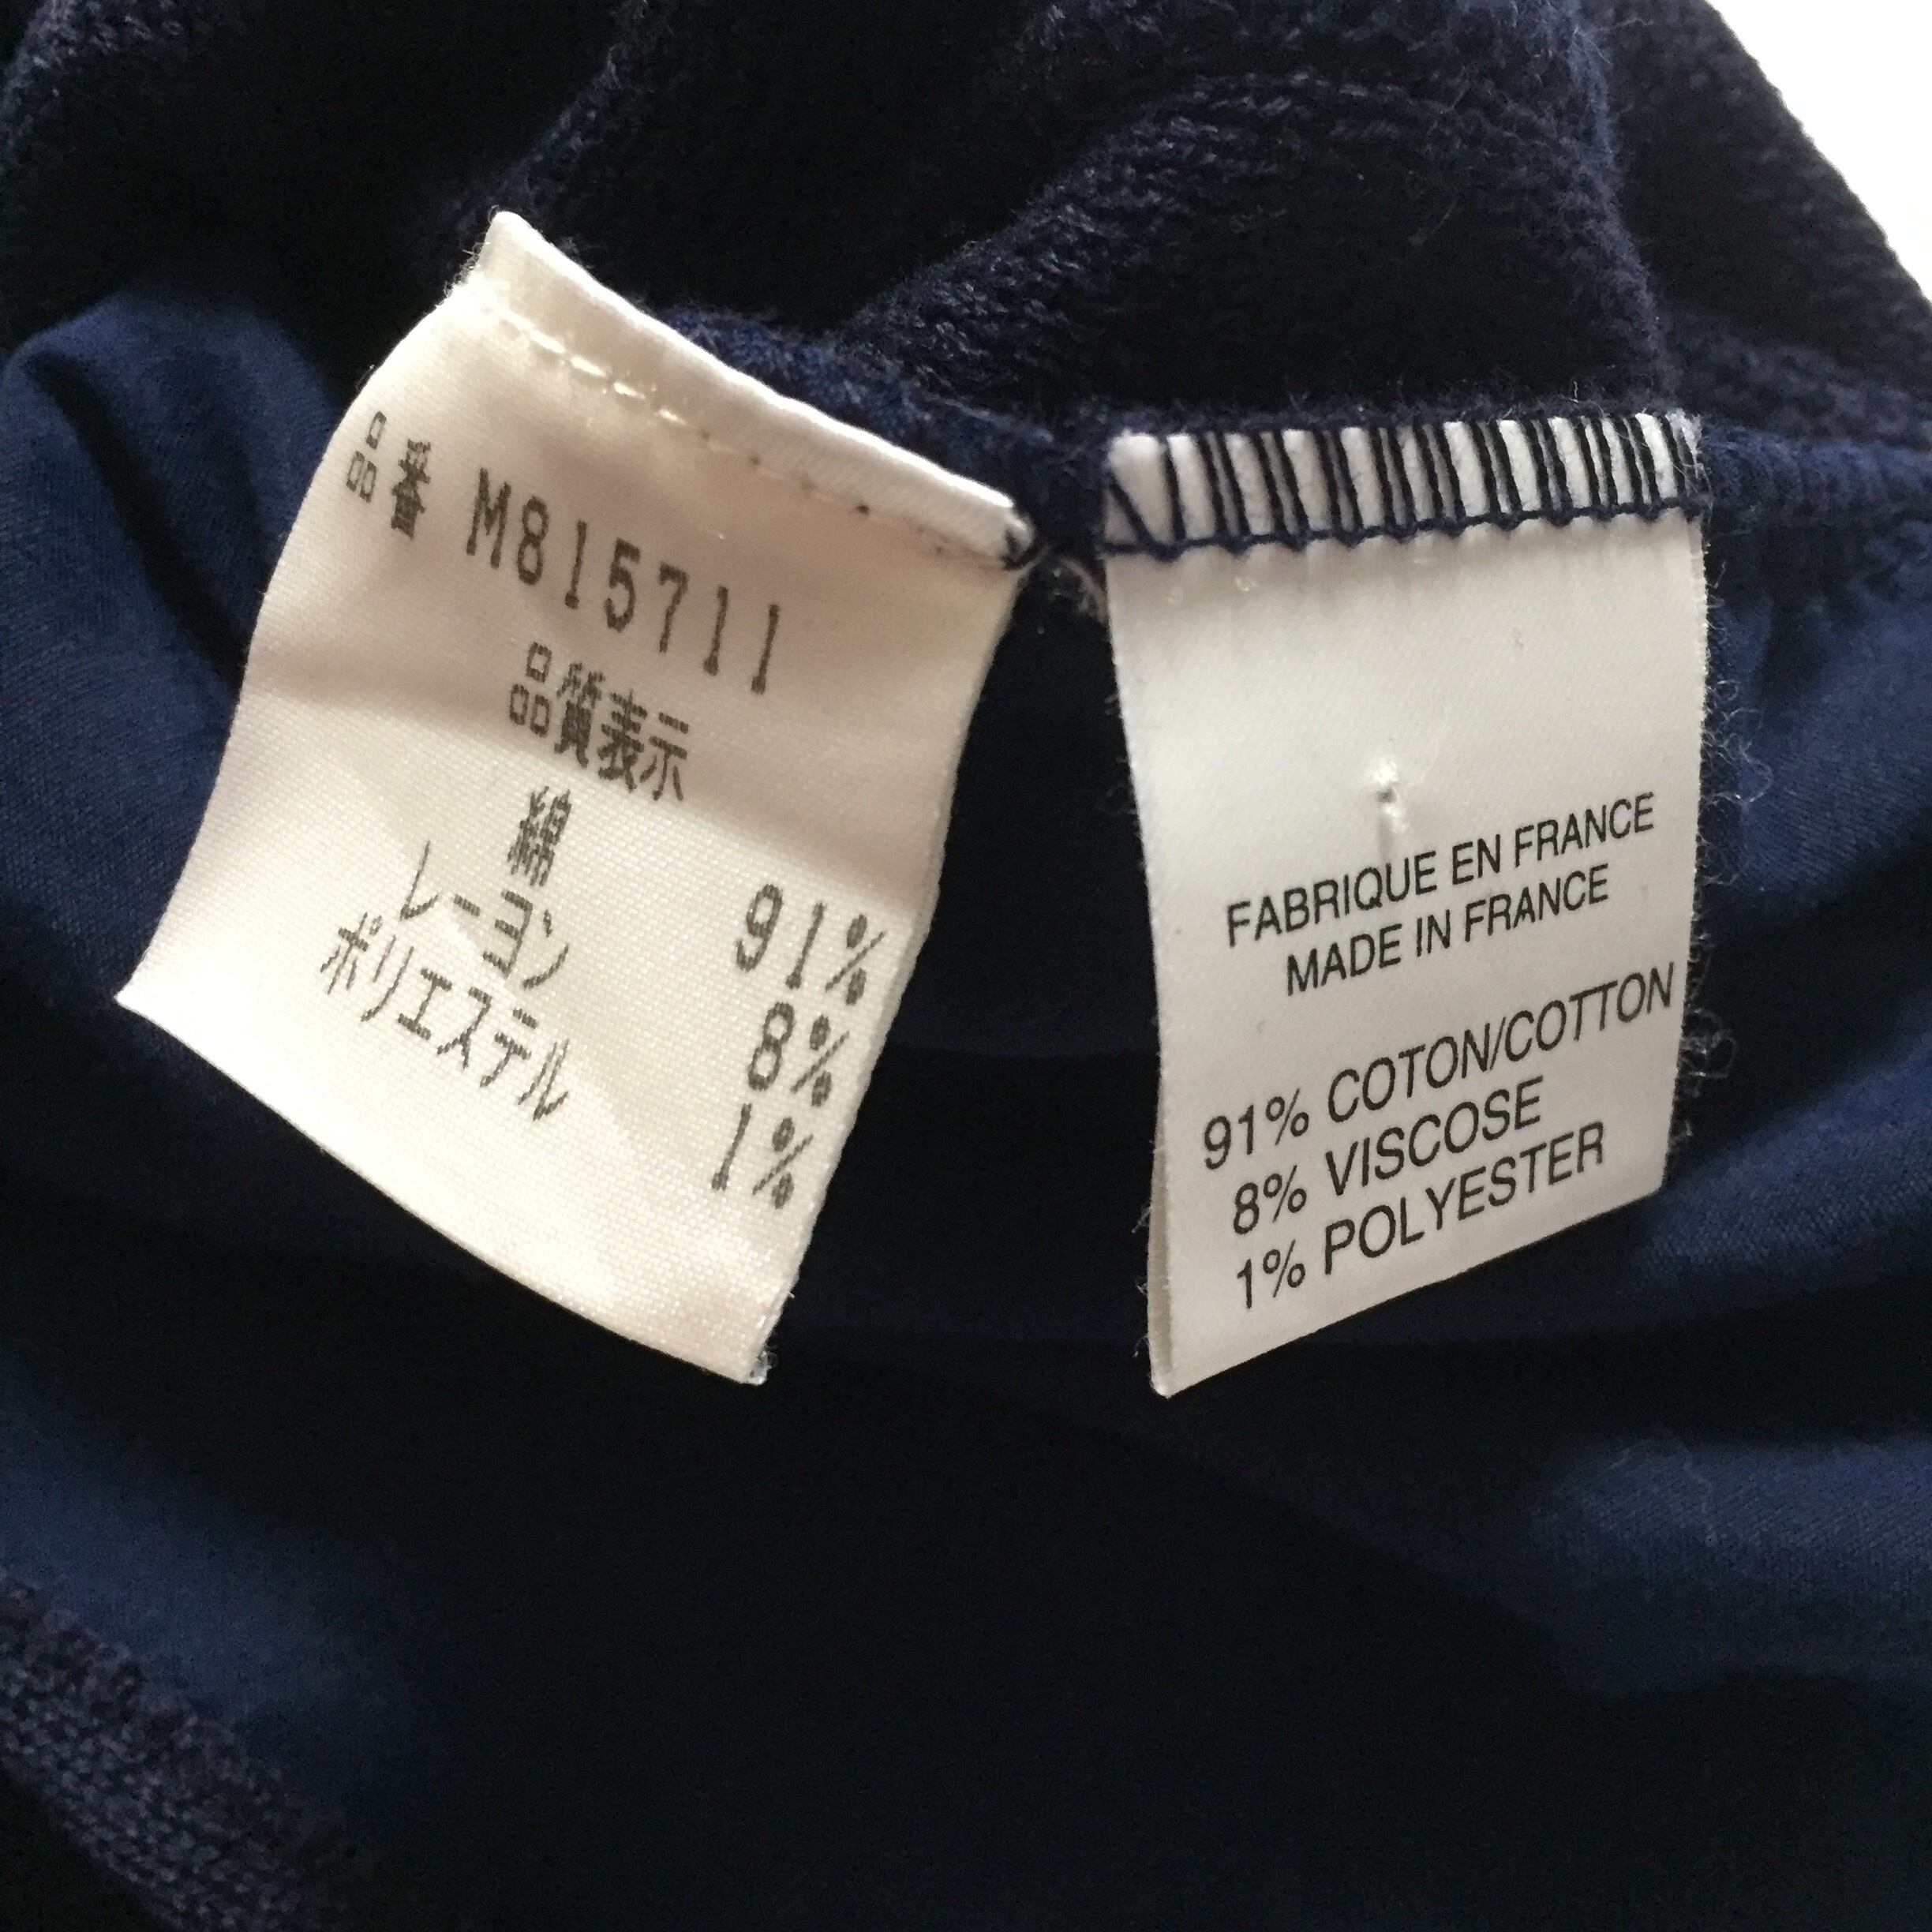 品番 M815711
品質表示
綿 91%
レーヨン 8%
ポリエステル 1%
FABRIQUE EN FRANCE
MADE IN FRANCE
91% COTON/COTTON
8% VISCOSE
1% POLYESTER